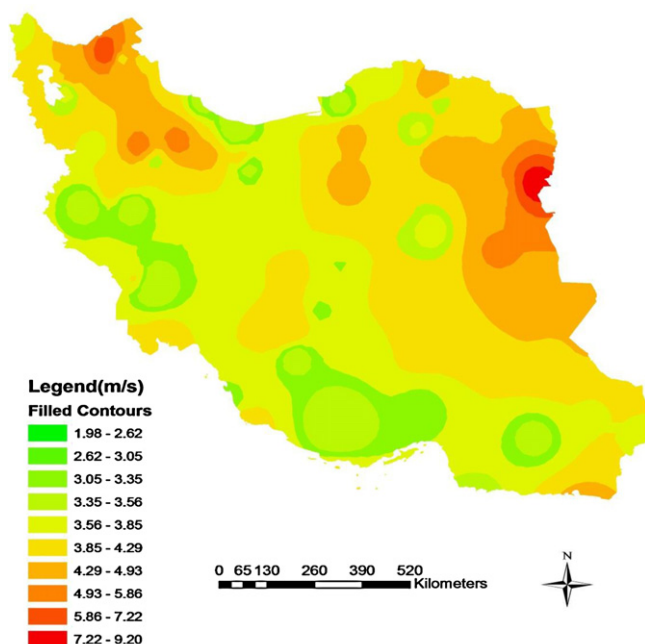 Legend(m/s)
Filled Contours
1.98 - 2.62
2.62 - 3.05
3.05 - 3.35
3.35 - 3.56
3.56 - 3.85
3.85 - 4.29
4.29 - 4.93
4.93 - 5.86
5.86 - 7.22
7.22 - 9.20
0 65 130 260 390 520
Kilometers
N